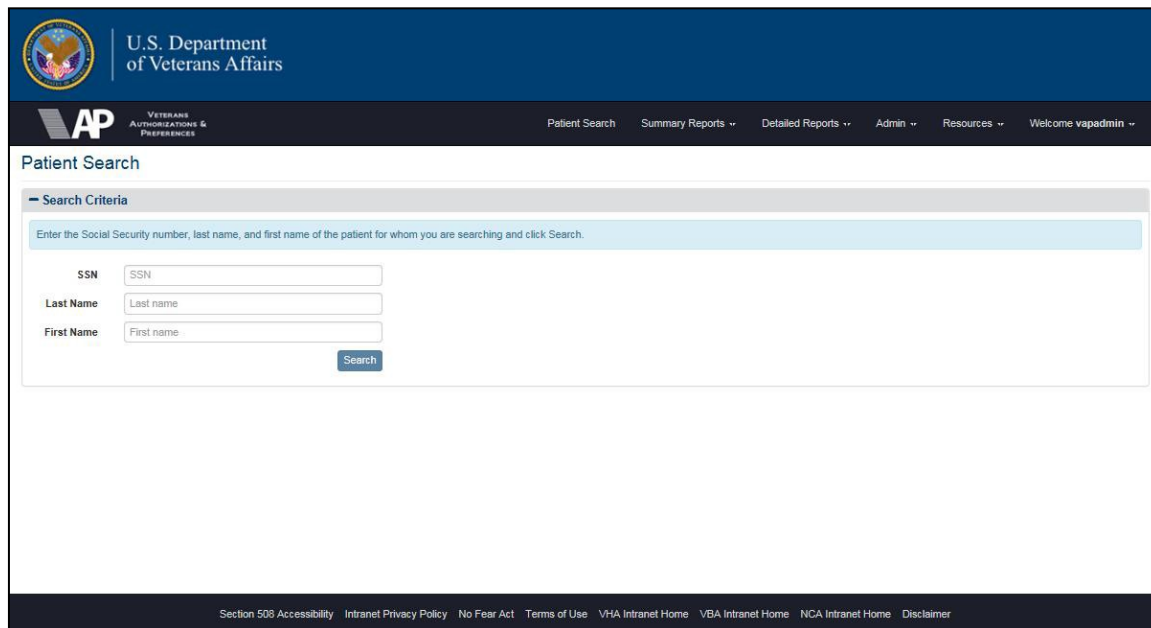 U.S. Department
of Veterans Affairs
VAP
VETERANS
AUTHORIZATIONS &
PREFERENCES
Patient Search Summary Reports Detailed Reports Admin Resources Welcome vapadmin
Patient Search
Search Criteria
Enter the Social Security number, last name, and first name of the patient for whom you are searching and click Search.
SSN SSN
Last Name Last name
First Name First name
Search
Section 508 Accessibility Intranet Privacy Policy No Fear Act Terms of Use VHA Intranet Home VBA Intranet Home NCA Intranet Home Disclaimer